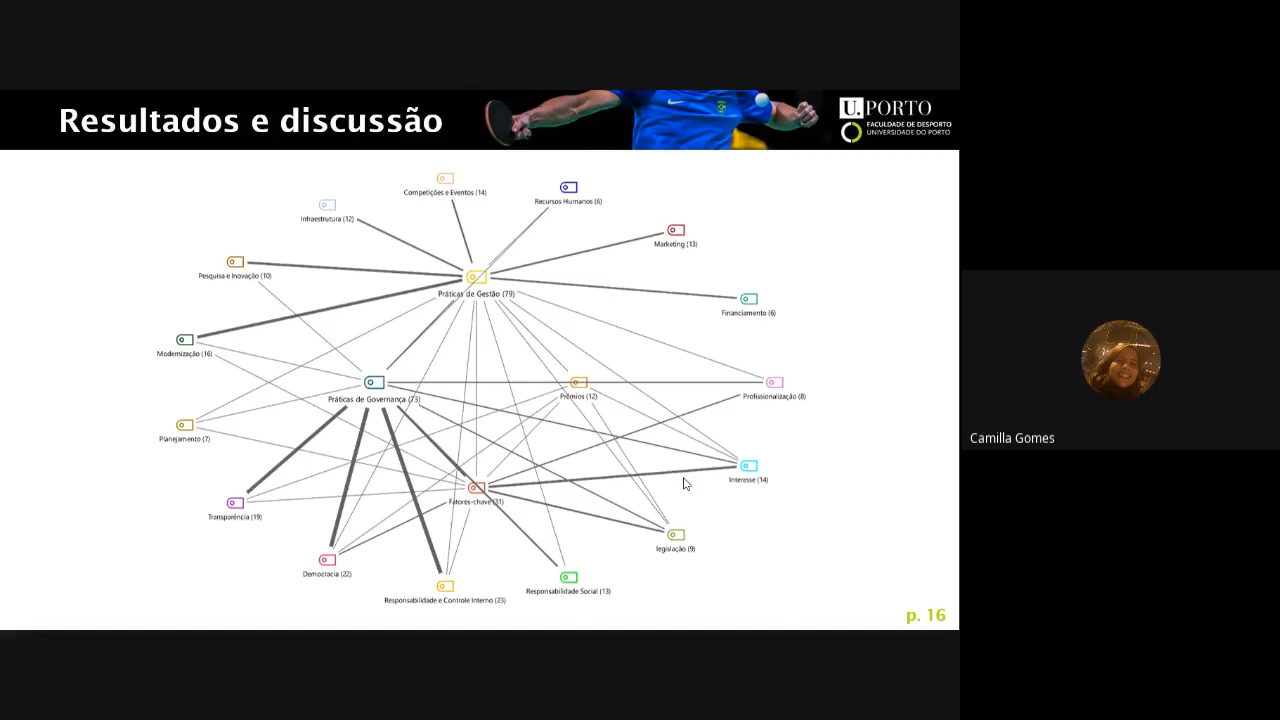 Resultados e discussão
U. PORTO
FACULDADE DE DESPORTO
UNIVERSIDADE DO PORTO
Competições e Eventos (14)
Recursos Humanos (6)
Infraestrutura (12)
Marketing (13)
Pesquisa e Inovação (10)
Práticas de Gestão (79)
Financiamento (6)
Modernização (16)
Práticas de Governança (73)
Prêmios (12)
Profissionalização (8)
Planejamento (7)
Camilla Gomes
Interesse (14)
Fatores-chave (31)
Transparência (19)
legislação (9)
Democracia (22)
Responsabilidade Social (13)
Responsabilidade e Controle Interno (23)
p. 16